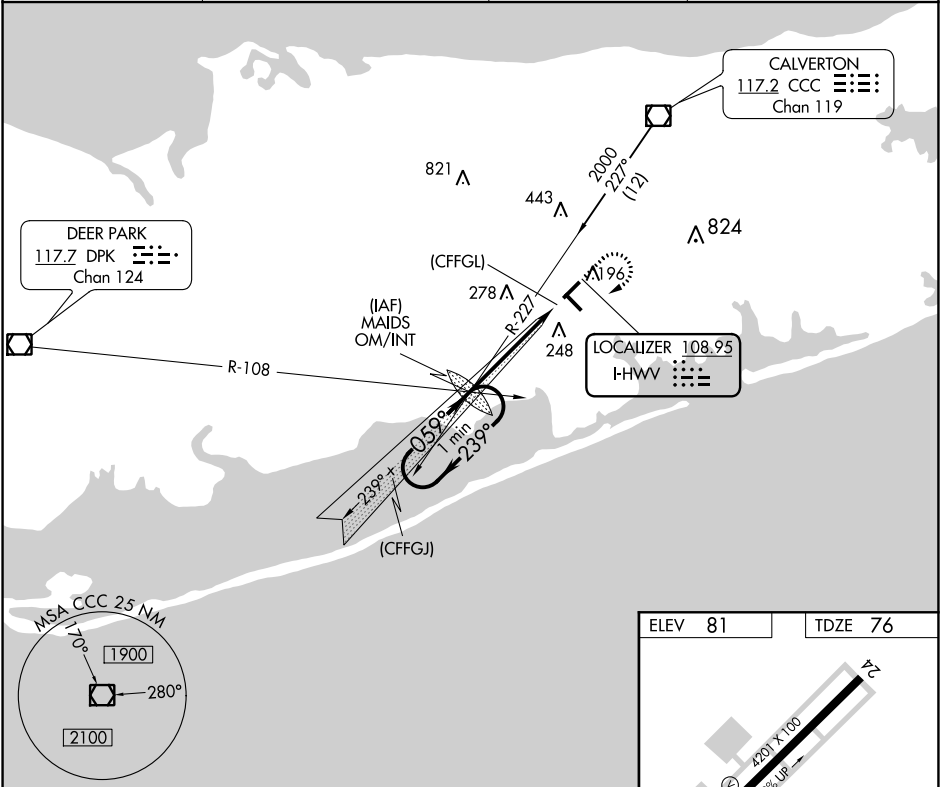 CALVERTON
117.2 CCC
Chan 119
2000
227°
(12)
821
443
824
DEER PARK
117.7 DPK
Chan 124
(CFFGL)
196
278
(IAF)
MAIDS
OM/INT
R-227
248
LOCALIZER 108.95
I-HWV
R-108
059°
1 min
239°
239°
(CFFGJ)
MSA CCC 25 NM
170°
1900
280°
2100
ELEV 81
TDZE 76
24
4201 X 100
% UP